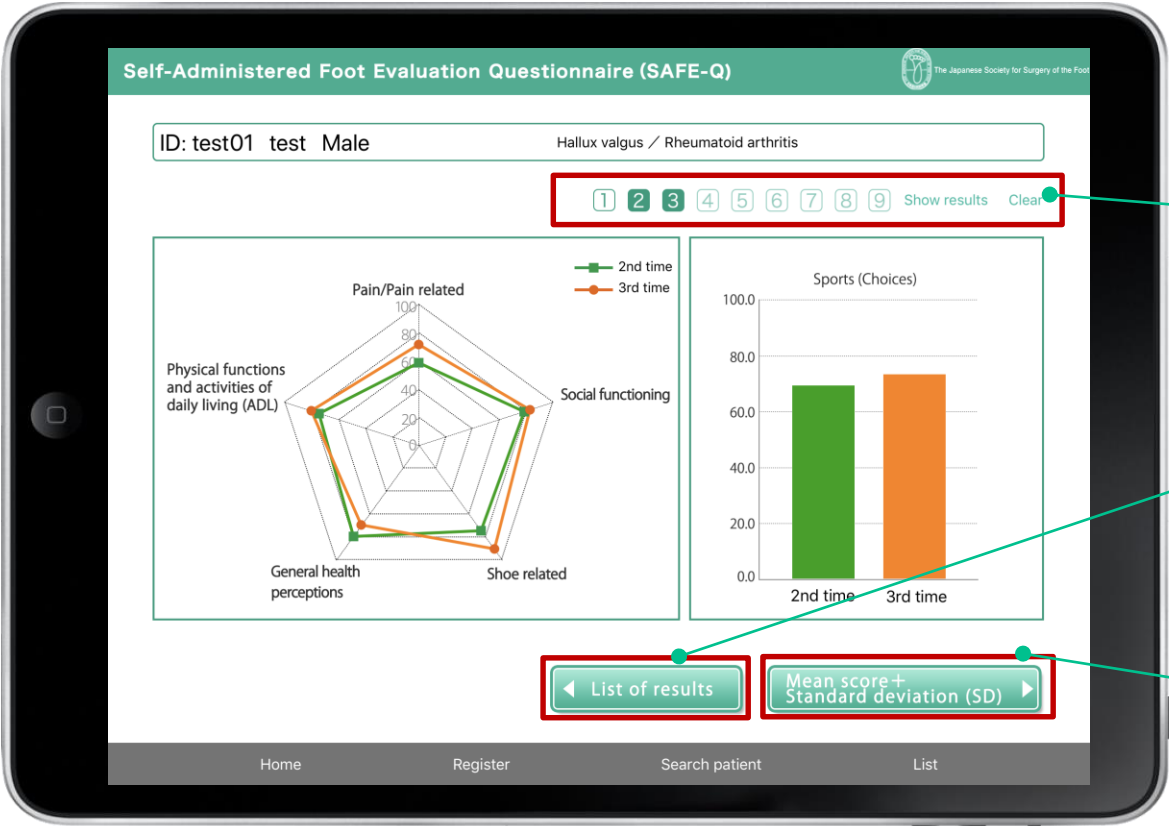 Self-Administered Foot Evaluation Questionnaire (SAFE-Q)
The Japanese Society for Surgery of the Foot
ID: test01 test Male
Hallux valgus ／ Rheumatoid arthritis
1 2 3 4 5 6 7 8 9 Show results Clear
2nd time
3rd time
Pain/Pain related
100
80
60
40
20
0
Physical functions
and activities of
daily living (ADL)
Social functioning
General health
perceptions
Shoe related
Sports (Choices)
100.0
80.0
60.0
40.0
20.0
0.0
2nd time
3rd time
List of results
Mean score＋
Standard deviation (SD)
Home
Register
Search patient
List